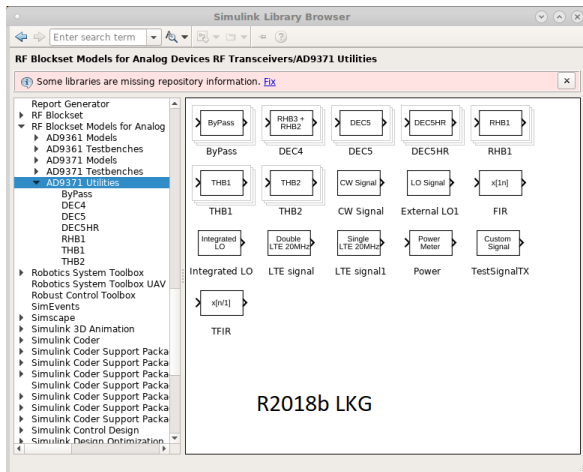 Simulink Library Browser
Enter search term
RF Blockset Models for Analog Devices RF Transceivers/AD9371 Utilities
Some libraries are missing repository information. Fix
Report Generator
RF Blockset
RF Blockset Models for Analog
AD9361 Models
AD9361 Testbenches
AD9371 Models
AD9371 Testbenches
AD9371 Utilities
ByPass
DEC4
DEC5
DEC5HR
RHB1
THB1
THB2
Robotics System Toolbox
Robotics System Toolbox UAV
Robust Control Toolbox
SimEvents
Simscape
Simulink 3D Animation
Simulink Coder
Simulink Coder Support Packa
Simulink Coder Support Packa
Simulink Coder Support Packa
Simulink Coder Support Packa
Simulink Coder Support Packa
Simulink Coder Support Packa
Simulink Control Design
Simulink Design Optimization
ByPass RHB3 + RHB2 DEC5 DEC5HR RHB1
ByPass DEC4 DEC5 DEC5HR RHB1
THB1 THB2 CW Signal LO Signal x[1n]
THB1 THB2 CW Signal External LO1 FIR
Integrated LO Double LTE 20MHz Single LTE 20MHz Power Meter Custom Signal
Integrated LO LTE signal LTE signal1 Power TestSignalTX
x[n/1]
TFIR
R2018b LKG